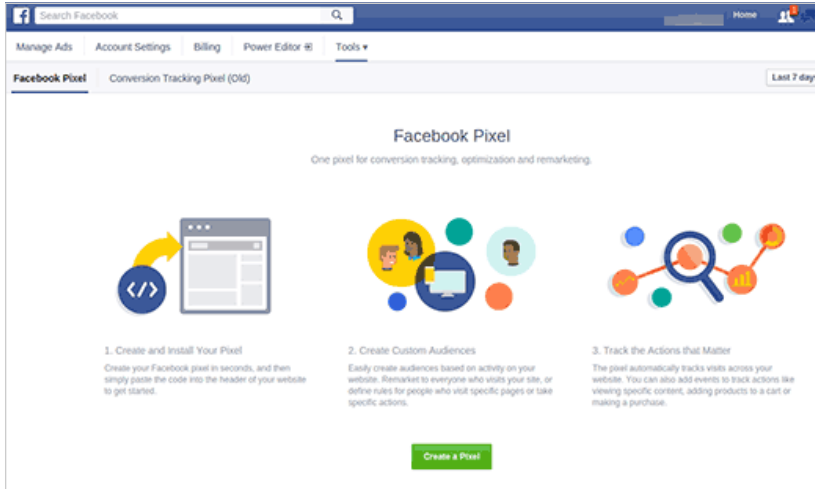 f Search Facebook Home 1
Manage Ads Account Settings Billing Power Editor Tools ▾
Facebook Pixel Conversion Tracking Pixel (Old) Last 7 day
Facebook Pixel
One pixel for conversion tracking, optimization and remarketing.
</>
1. Create and Install Your Pixel
Create your Facebook pixel in seconds, and then
simply paste the code into the header of your website
to get started.
2. Create Custom Audiences
Easily create audiences based on activity on your
website. Remarket to everyone who visits your site, or
define rules for people who visit specific pages or take
specific actions.
3. Track the Actions that Matter
The pixel automatically tracks visits across your
website. You can also add events to track actions like
viewing specific content, adding products to a cart or
making a purchase.
Create a Pixel